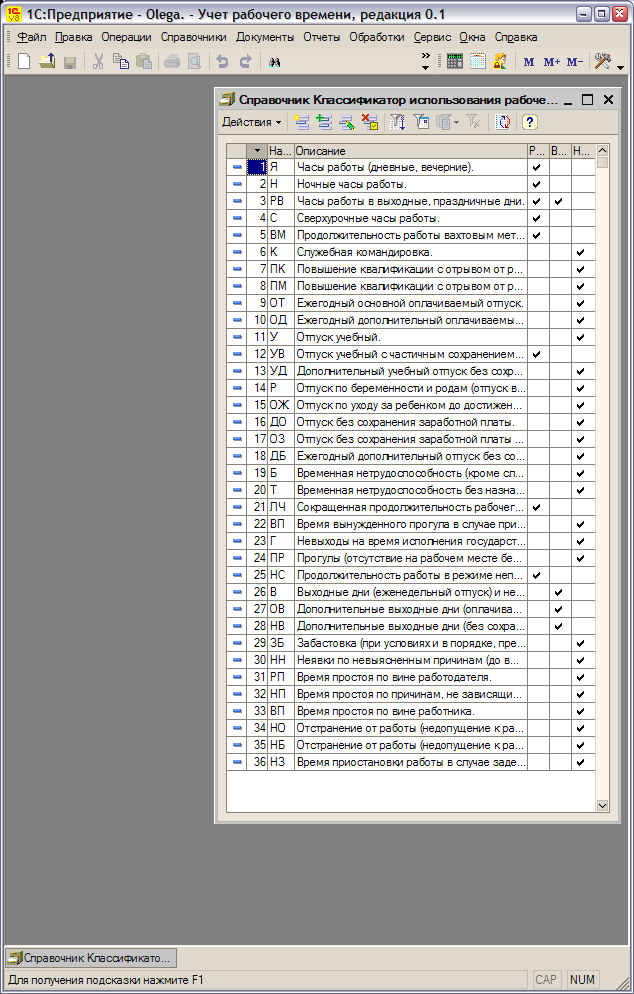 1С:Предприятие - Olega. - Учет рабочего времени, редакция 0.1
Файл Правка Операции Справочники Документы Отчеты Обработки Сервис Окна Справка
M M+ M-
Справочник Классификатор использования рабоче...
Действия
На... Описание Р... В... Н...
1 Я Часы работы (дневные, вечерние).
2 Н Ночные часы работы.
3 РВ Часы работы в выходные, праздничные дни.
4 С Сверхурочные часы работы.
5 ВМ Продолжительность работы вахтовым мет...
6 К Служебная командировка.
7 ПК Повышение квалификации с отрывом от р...
8 ПМ Повышение квалификации с отрывом от р...
9 ОТ Ежегодный основной оплачиваемый отпуск.
10 ОД Ежегодный дополнительный оплачиваемы...
11 У Отпуск учебный.
12 УВ Отпуск учебный с частичным сохранением...
13 УД Дополнительный учебный отпуск без сохр...
14 Р Отпуск по беременности и родам (отпуск в...
15 ОЖ Отпуск по уходу за ребенком до достижен...
16 ДО Отпуск без сохранения заработной платы.
17 ОЗ Отпуск без сохранения заработной платы ...
18 ДБ Ежегодный дополнительный отпуск без со...
19 Б Временная нетрудоспособность (кроме сл...
20 Т Временная нетрудоспособность без назна...
21 ЛЧ Сокращенная продолжительность рабочег...
22 ВП Время вынужденного прогула в случае при...
23 Г Невыходы на время исполнения государст...
24 ПР Прогулы (отсутствие на рабочем месте бе...
25 НС Продолжительность работы в режиме неп...
26 В Выходные дни (еженедельный отпуск) и не...
27 ОВ Дополнительные выходные дни (оплачива...
28 НВ Дополнительные выходные дни (без сохра...
29 ЗБ Забастовка (при условиях и в порядке, пре...
30 НН Неявки по невыясненным причинам (до в...
31 РП Время простоя по вине работодателя.
32 НП Время простоя по причинам, не зависящи...
33 ВП Время простоя по вине работника.
34 НО Отстранение от работы (недопущение к ра...
35 НБ Отстранение от работы (недопущение к ра...
36 НЗ Время приостановки работы в случае заде...
Справочник Классификато...
Для получения подсказки нажмите F1 CAP NUM